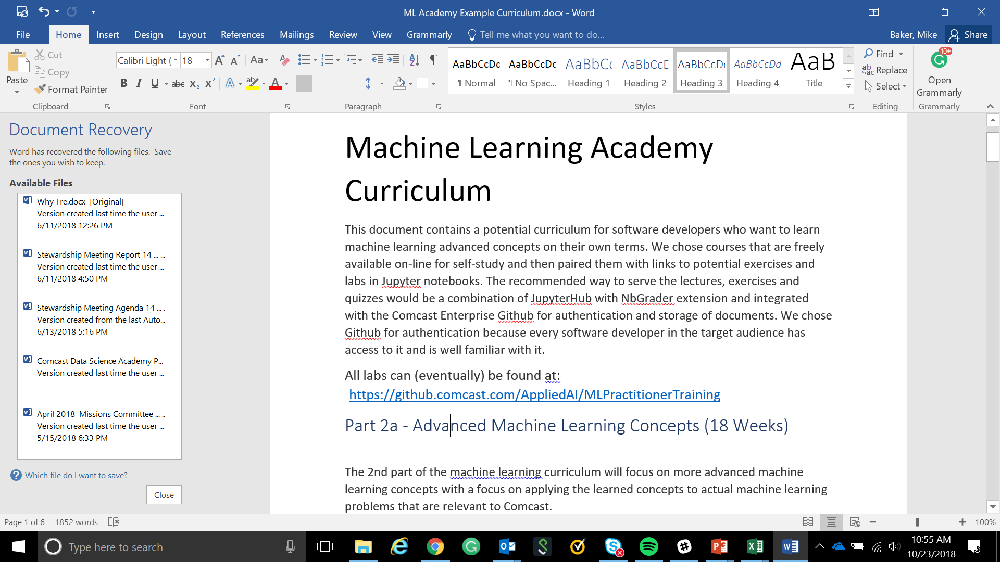 ML Academy Example Curriculum.docx - Word
File Home Insert Design Layout References Mailings Review View Grammarly Tell me what you want to do... Baker, Mike Share
Paste
Cut
Copy
Format Painter
Clipboard
Calibri Light ( 18
Font
Paragraph
AaBbCcDc AaBbCcDc AaBbCc AaBbCcC AaBbCcDc AaBbCcDd AaB
¶ Normal ¶ No Spac... Heading 1 Heading 2 Heading 3 Heading 4 Title
Styles
Find
Replace
Select
Editing
10+
Open
Grammarly
Grammarly
Document Recovery
Word has recovered the following files. Save
the ones you wish to keep.
Available Files
Why Tre.docx [Original]
Version created last time the user ...
6/11/2018 12:26 PM
Stewardship Meeting Report 14 ... ...
Version created last time the user ...
6/11/2018 4:50 PM
Stewardship Meeting Agenda 14 ... .
Version created from the last Auto...
6/13/2018 5:16 PM
Comcast Data Science Academy P...
Version created last time the user ...
April 2018 Missions Committee ... ..
Version created last time the user ...
5/15/2018 6:33 PM
Which file do I want to save?
Close
Machine Learning Academy
Curriculum
This document contains a potential curriculum for software developers who want to learn
machine learning advanced concepts on their own terms. We chose courses that are freely
available on-line for self-study and then paired them with links to potential exercises and
labs in Jupyter notebooks. The recommended way to serve the lectures, exercises and
quizzes would be a combination of JupyterHub with NbGrader extension and integrated
with the Comcast Enterprise Github for authentication and storage of documents. We chose
Github for authentication because every software developer in the target audience has
access to it and is well familiar with it.
All labs can (eventually) be found at:
https://github.comcast.com/AppliedAI/MLPractitionerTraining
Part 2a - Advanced Machine Learning Concepts (18 Weeks)
The 2nd part of the machine learning curriculum will focus on more advanced machine
learning concepts with a focus on applying the learned concepts to actual machine learning
problems that are relevant to Comcast.
Page 1 of 6 1852 words 100%
Type here to search
10:55 AM
10/23/2018